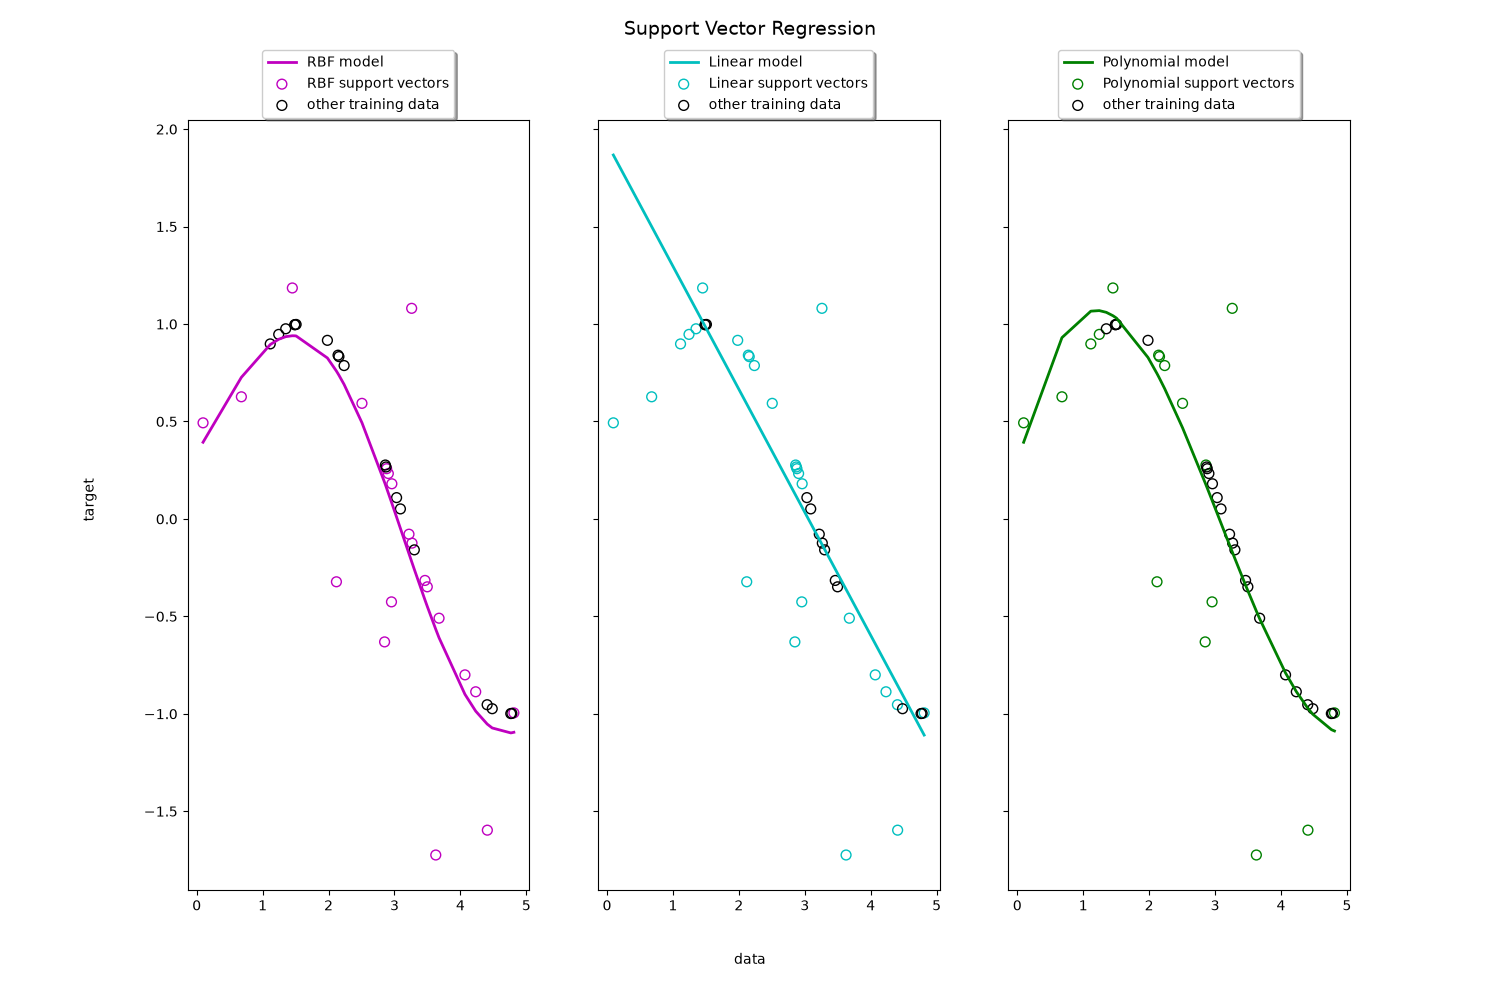 Support Vector Regression
RBF model
RBF support vectors
other training data
Linear model
Linear support vectors
other training data
Polynomial model
Polynomial support vectors
other training data
2.0
1.5
1.0
0.5
0.0
−0.5
−1.0
−1.5
target
0 1 2 3 4 5
0 1 2 3 4 5
0 1 2 3 4 5
data